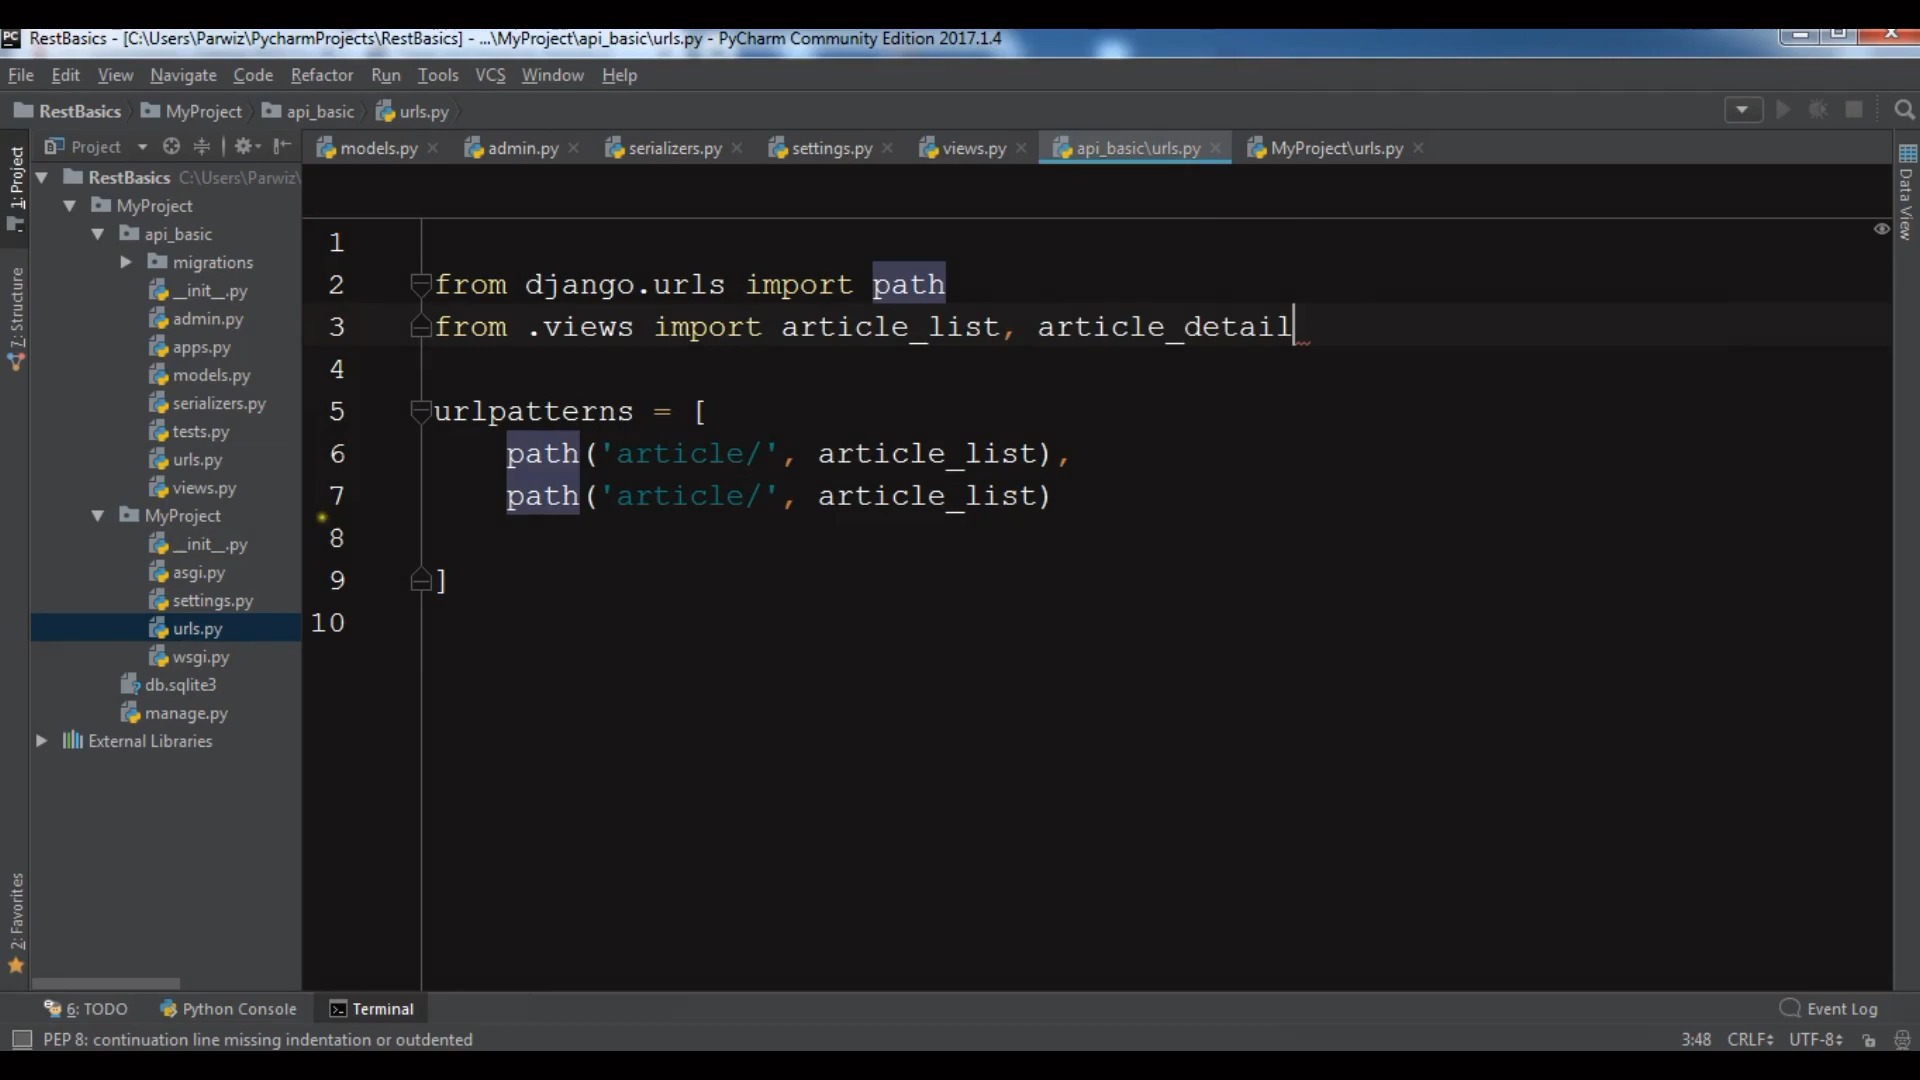 RestBasics - [C:\Users\Parwiz\PycharmProjects\RestBasics] - ...\MyProject\api_basic\urls.py - PyCharm Community Edition 2017.1.4
File Edit View Navigate Code Refactor Run Tools VCS Window Help
RestBasics MyProject api_basic urls.py
Project
models.py admin.py serializers.py settings.py views.py api_basic\urls.py MyProject\urls.py
1: Project
7: Structure
2: Favorites
RestBasics C:\Users\Parwiz\
MyProject
api_basic
migrations
__init__.py
admin.py
apps.py
models.py
serializers.py
tests.py
urls.py
views.py
MyProject
__init__.py
asgi.py
settings.py
urls.py
wsgi.py
db.sqlite3
manage.py
External Libraries
1
2 from django.urls import path
3 from .views import article_list, article_detail
4
5 urlpatterns = [
6 path('article/', article_list),
7 path('article/', article_list)
8
9 ]
10
Data View
6: TODO Python Console Terminal Event Log
PEP 8: continuation line missing indentation or outdented 3:48 CRLF UTF-8